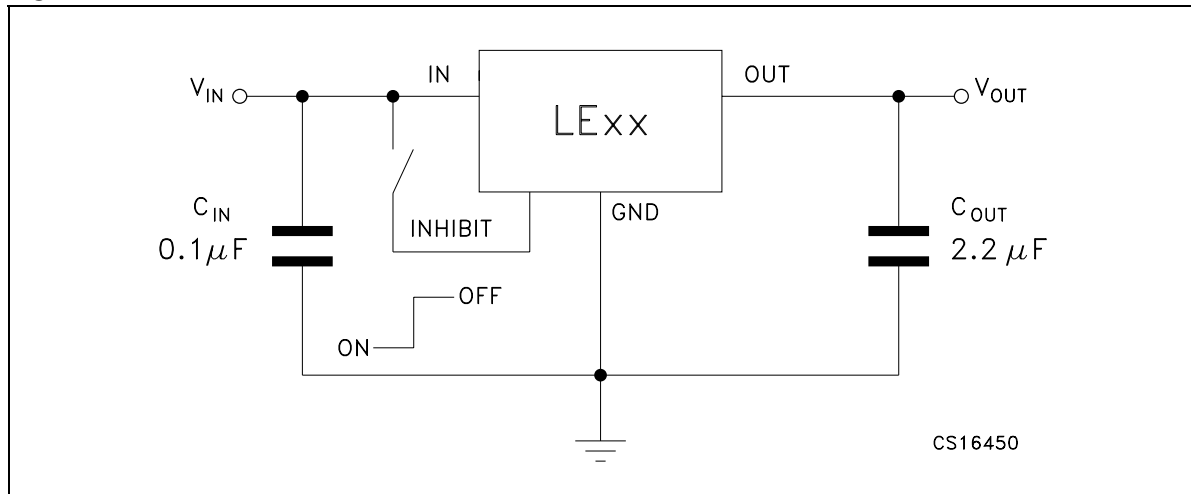 V_IN
IN
LExx
OUT
V_OUT
C_IN
0.1μF
INHIBIT
GND
C_OUT
2.2 μF
OFF
ON
CS16450